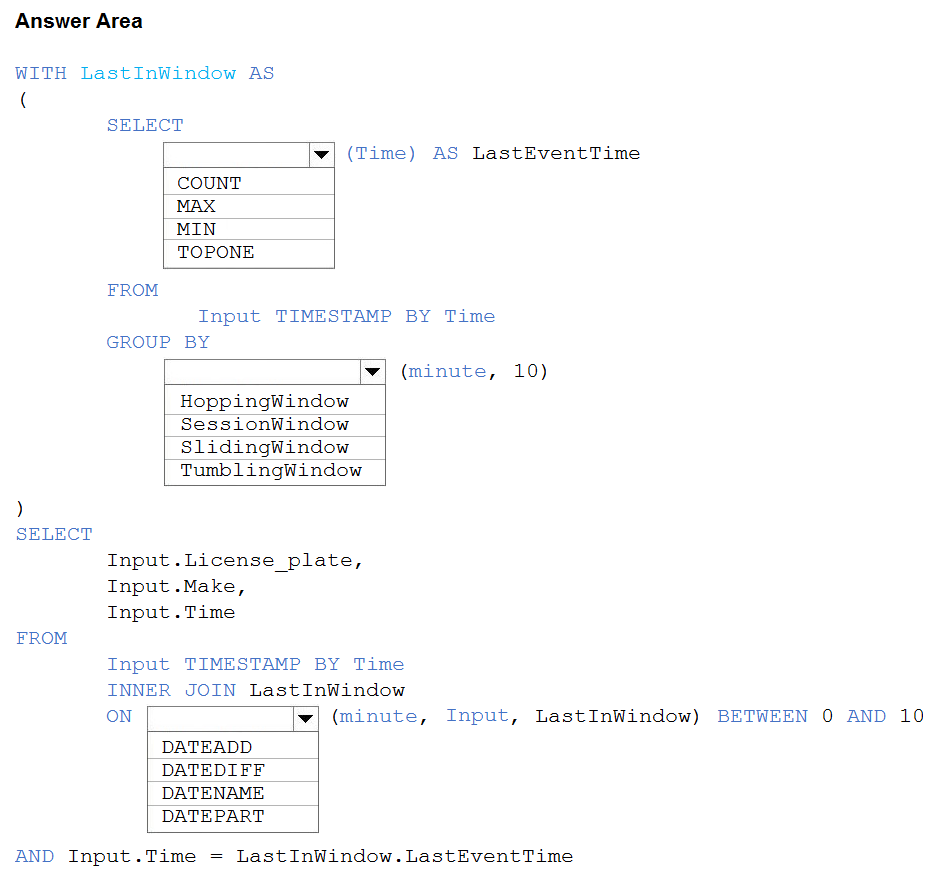 Answer Area
WITH LastInWindow AS
(
SELECT
(Time) AS LastEventTime
COUNT
MAX
MIN
TOPONE
FROM
Input TIMESTAMP BY Time
GROUP BY
(minute, 10)
HoppingWindow
SessionWindow
SlidingWindow
TumblingWindow
)
SELECT
Input.License_plate,
Input.Make,
Input.Time
FROM
Input TIMESTAMP BY Time
INNER JOIN LastInWindow
ON (minute, Input, LastInWindow) BETWEEN 0 AND 10
DATEADD
DATEDIFF
DATENAME
DATEPART
AND Input.Time = LastInWindow.LastEventTime